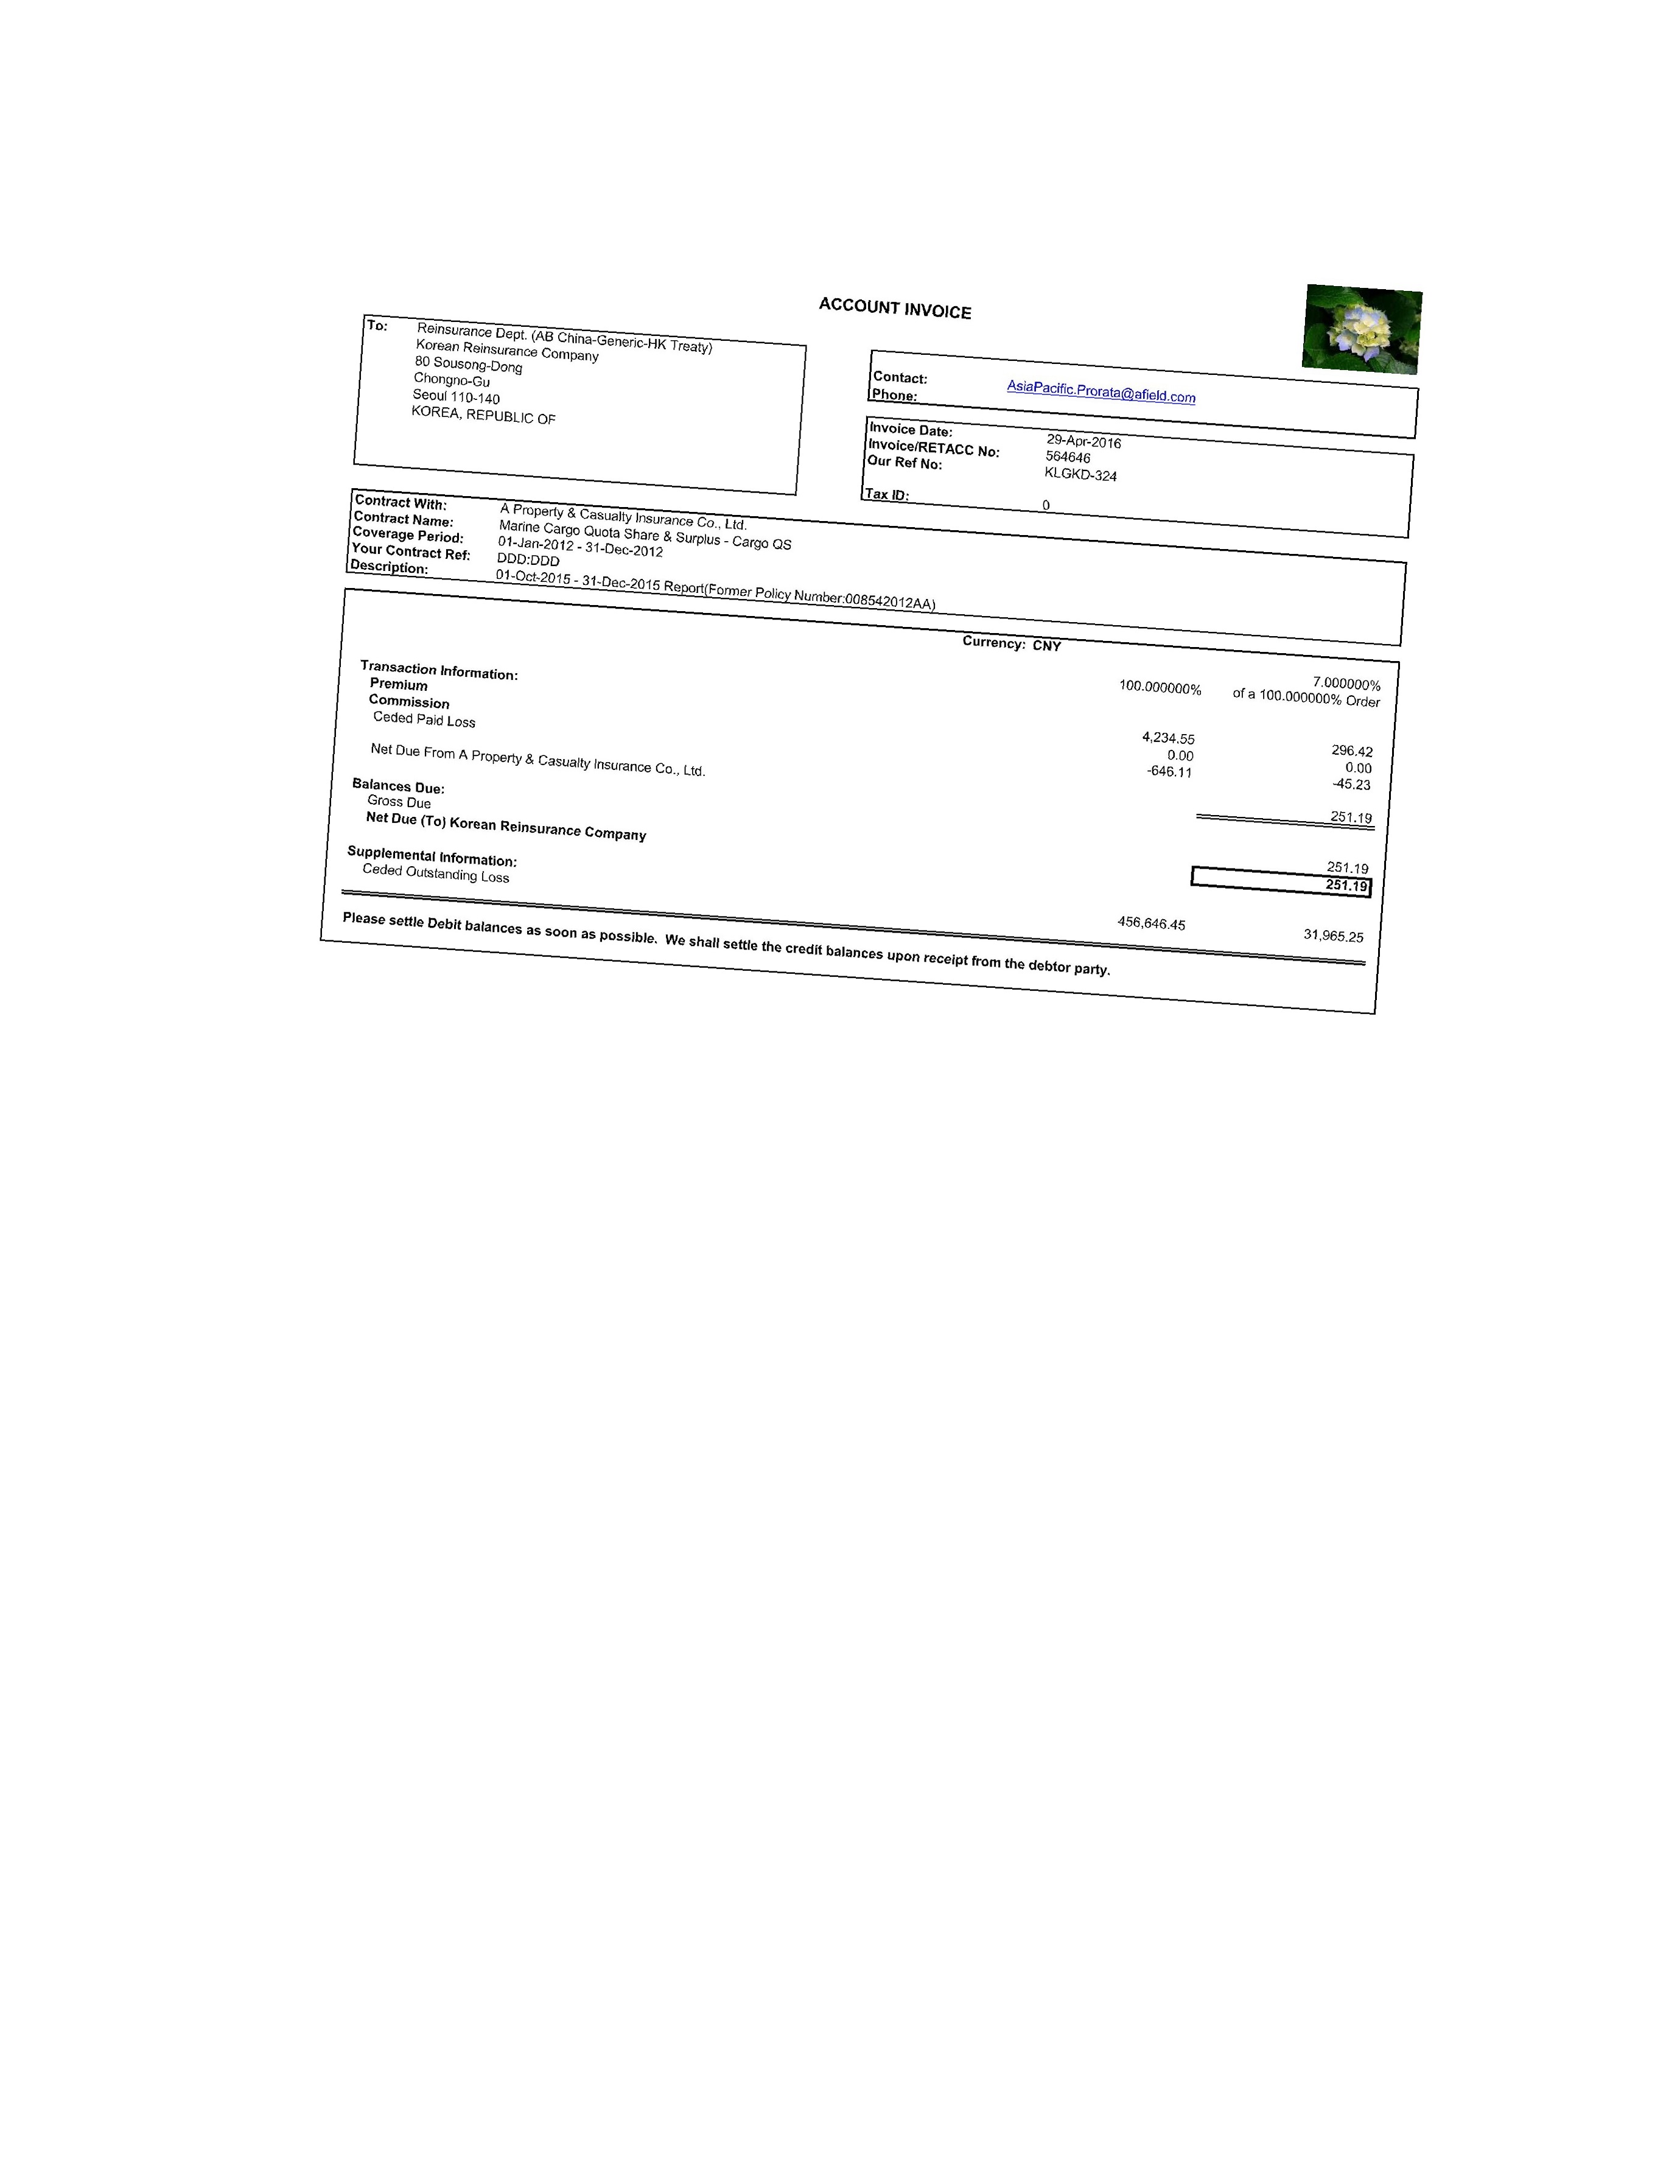 ACCOUNT INVOICE
To: Reinsurance Dept. (AB China-Generic-HK Treaty)
Korean Reinsurance Company
80 Sousong-Dong
Chongno-Gu
Seoul 110-140
KOREA, REPUBLIC OF
Contact: AsiaPacific.Prorata@afield.com
Phone:
Invoice Date: 29-Apr-2016
Invoice/RETACC No: 564646
Our Ref No: KLGKD-324
Tax ID: 0
Contract With: A Property & Casualty Insurance Co., Ltd.
Contract Name: Marine Cargo Quota Share & Surplus - Cargo QS
Coverage Period: 01-Jan-2012 - 31-Dec-2012
Your Contract Ref: DDD:DDD
Description: 01-Oct-2015 - 31-Dec-2015 Report(Former Policy Number:008542012AA)
Currency: CNY
7.000000%
100.000000% of a 100.000000% Order
Transaction Information:
Premium 4,234.55 296.42
Commission 0.00 0.00
Ceded Paid Loss -646.11 -45.23
Net Due From A Property & Casualty Insurance Co., Ltd. 251.19
Balances Due:
Gross Due 251.19
Net Due (To) Korean Reinsurance Company 251.19
Supplemental Information:
Ceded Outstanding Loss 456,646.45 31,965.25
Please settle Debit balances as soon as possible. We shall settle the credit balances upon receipt from the debtor party.